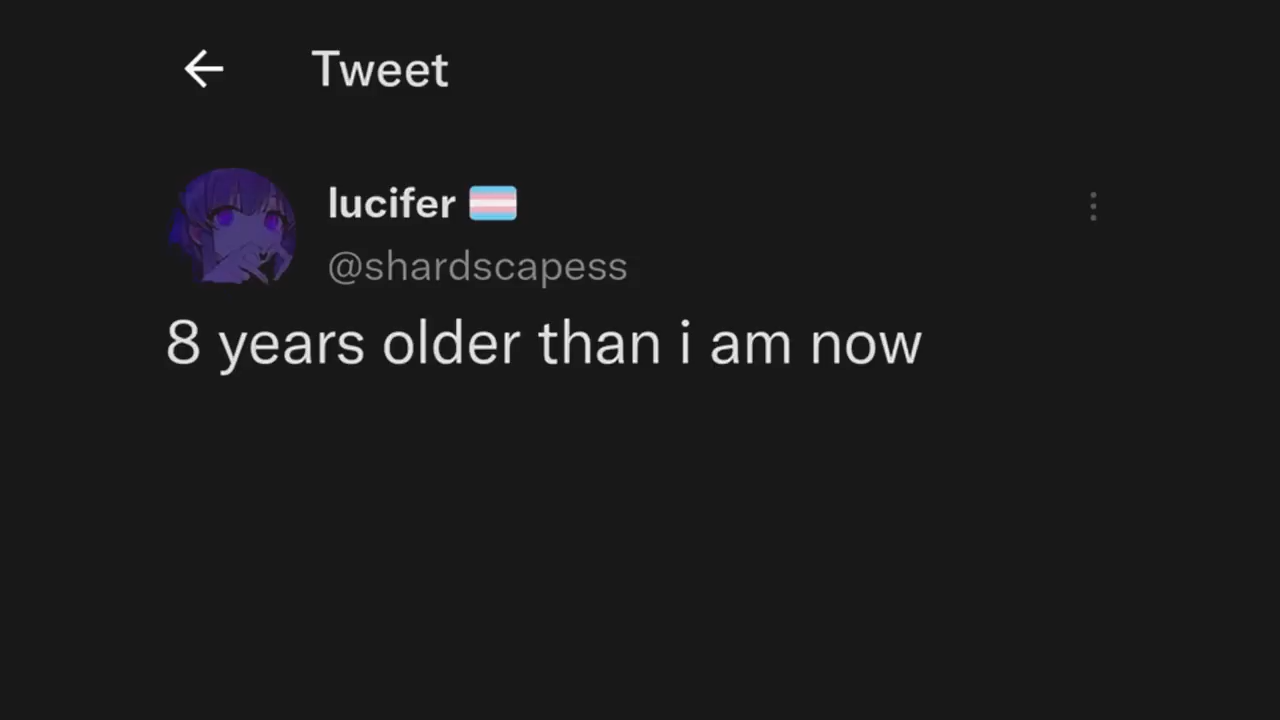 Tweet
lucifer 🏳️‍⚧️
@shardscapess
8 years older than i am now